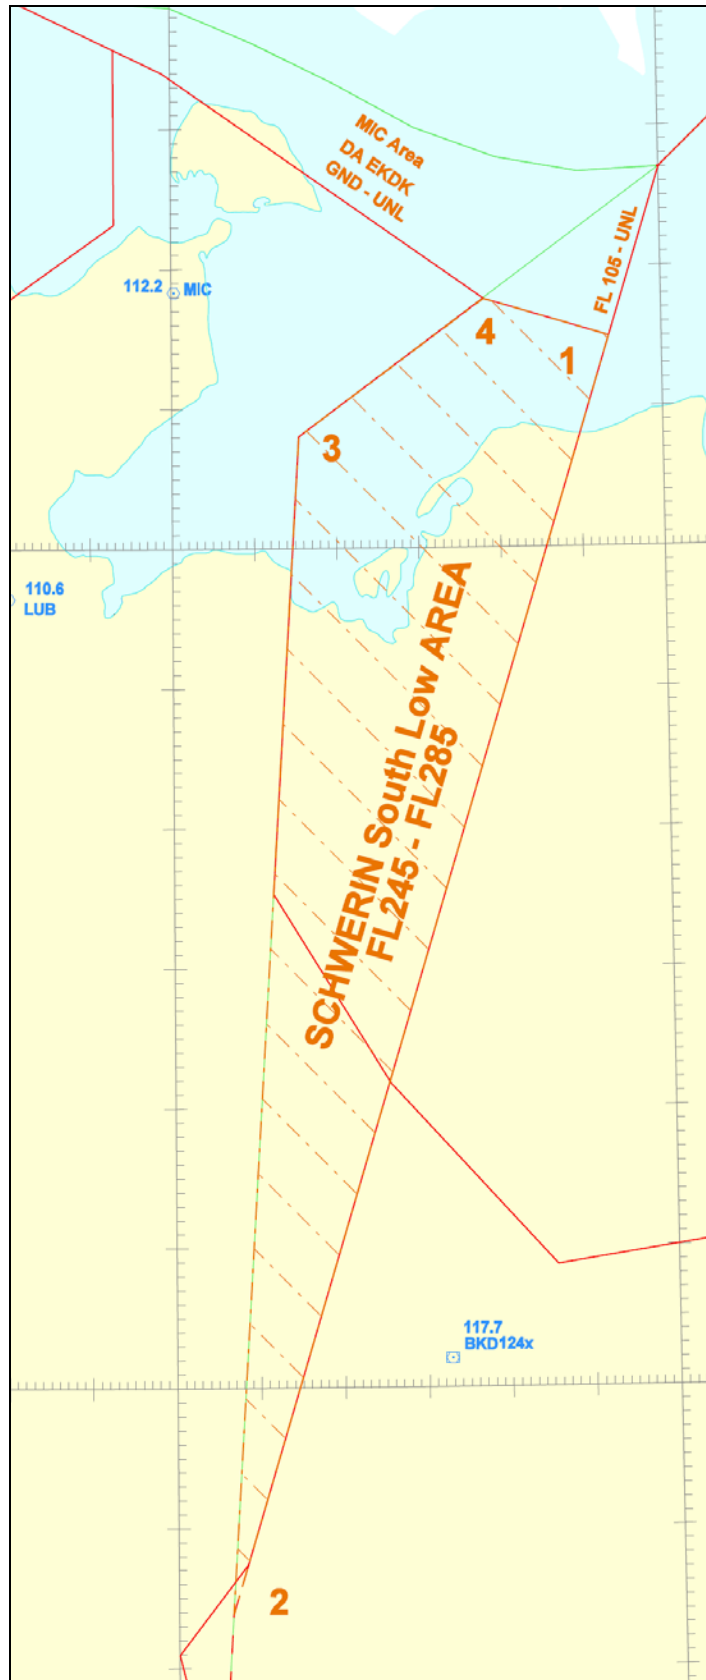 MIC Area
DA EKDK
GND - UNL
FL 105 - UNL
112.2 MIC
4
1
3
110.6
LUB
SCHWERIN South Low AREA
FL245 - FL285
117.7
BKD124x
2